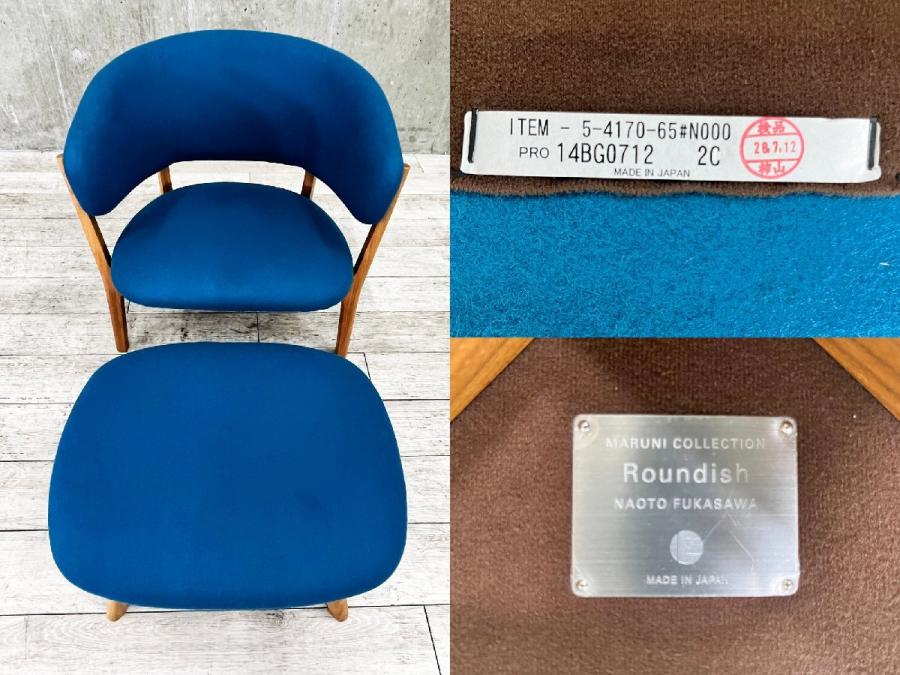 ITEM - 5-4170-65#N000
PRO 14BG0712 2C
MADE IN JAPAN
検品
28.7.12
MARUNI COLLECTION
Roundish
NAOTO FUKASAWA
MADE IN JAPAN